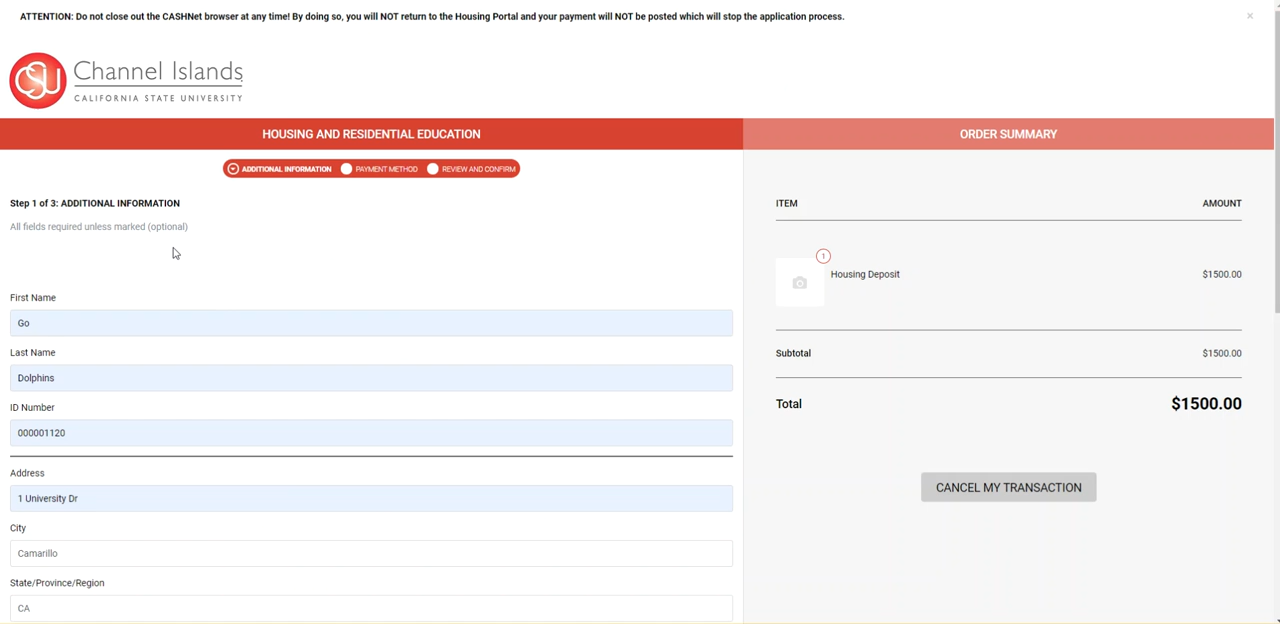 ATTENTION: Do not close out the CASHNet browser at any time! By doing so, you will NOT return to the Housing Portal and your payment will NOT be posted which will stop the application process.
×
CSU Channel Islands
CALIFORNIA STATE UNIVERSITY
HOUSING AND RESIDENTIAL EDUCATION
ADDITIONAL INFORMATION PAYMENT METHOD REVIEW AND CONFIRM
Step 1 of 3: ADDITIONAL INFORMATION
All fields required unless marked (optional)
First Name
Go
Last Name
Dolphins
ID Number
000001120
Address
1 University Dr
City
Camarillo
State/Province/Region
CA
ORDER SUMMARY
ITEM AMOUNT
1
Housing Deposit $1500.00
Subtotal $1500.00
Total $1500.00
CANCEL MY TRANSACTION